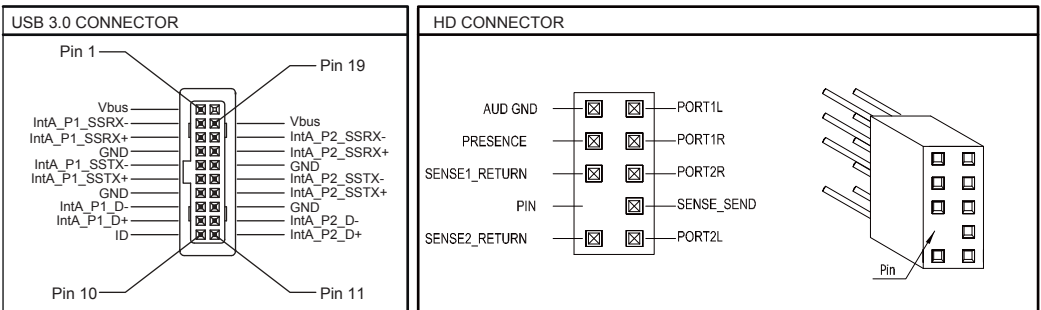 USB 3.0 CONNECTOR
Pin 1
Pin 19
Vbus
IntA_P1_SSRX-
IntA_P1_SSRX+
GND
IntA_P1_SSTX-
IntA_P1_SSTX+
GND
IntA_P1_D-
IntA_P1_D+
ID
Vbus
IntA_P2_SSRX-
IntA_P2_SSRX+
GND
IntA_P2_SSTX-
IntA_P2_SSTX+
GND
IntA_P2_D-
IntA_P2_D+
Pin 10
Pin 11
HD CONNECTOR
AUD GND
PORT1L
PRESENCE
PORT1R
SENSE1_RETURN
PORT2R
PIN
SENSE_SEND
SENSE2_RETURN
PORT2L
Pin